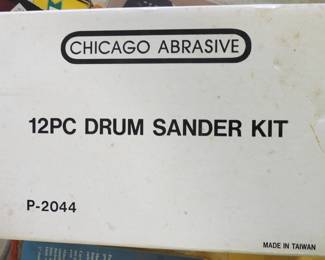 CHICAGO ABRASIVE
12PC DRUM SANDER KIT
P-2044
MADE IN TAIWAN